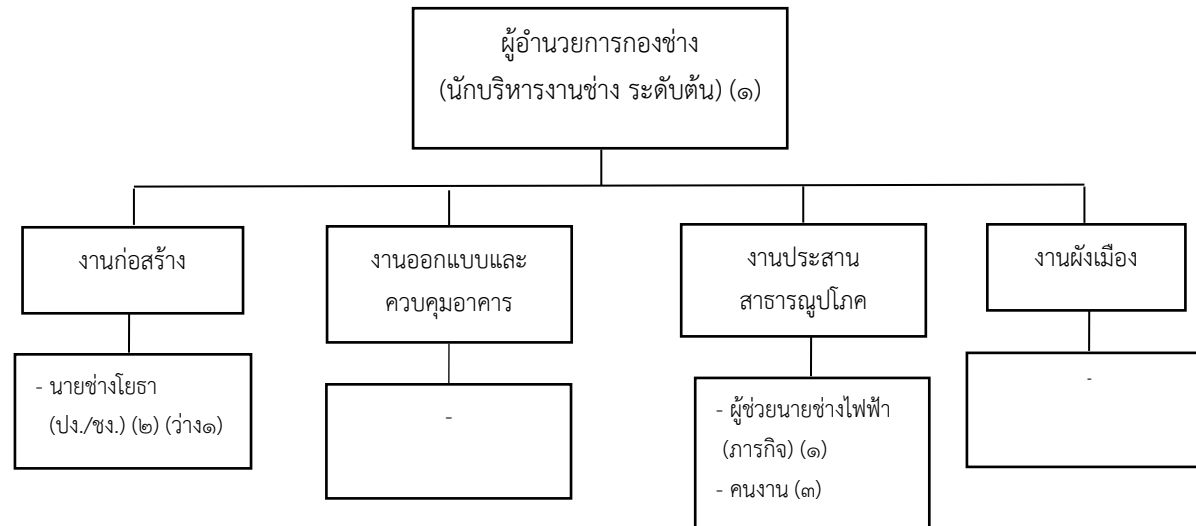 ผู้อำนวยการกองช่าง
(นักบริหารงานช่าง ระดับต้น) (๑)
งานก่อสร้าง
- นายช่างโยธา
(ปง./ชง.) (๒) (ว่าง๑)
งานออกแบบและ
ควบคุมอาคาร
-
งานประสาน
สาธารณูปโภค
- ผู้ช่วยนายช่างไฟฟ้า
(ภารกิจ) (๑)
- คนงาน (๓)
งานผังเมือง
-